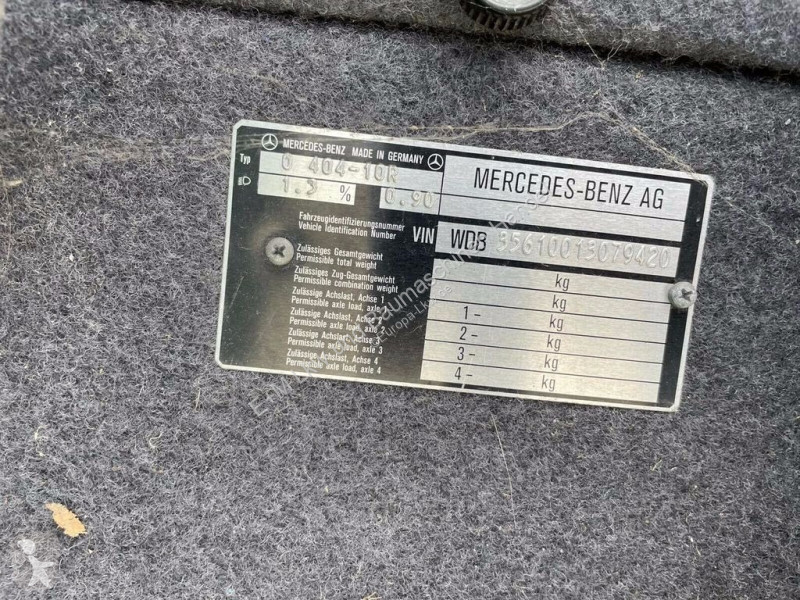 MERCEDES-BENZ MADE IN GERMANY
Typ O 404-10R
1.3 % 0.90
MERCEDES-BENZ AG
Fahrzeugidentifizierungsnummer
Vehicle Identification Number
VIN WDB 35610013079420
Zulässiges Gesamtgewicht
Permissible total weight
kg
Zulässiges Zug-Gesamtgewicht
Permissible combination weight
kg
Zulässige Achslast, Achse 1
Permissible axle load, axle 1
1 - kg
Zulässige Achslast, Achse 2
Permissible axle load, axle 2
2 - kg
Zulässige Achslast, Achse 3
Permissible axle load, axle 3
3 - kg
Zulässige Achslast, Achse 4
Permissible axle load, axle 4
4 - kg